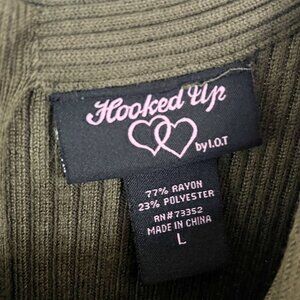 Hooked Up
by I.O.T
77% RAYON
23% POLYESTER
RN#73352
MADE IN CHINA
L